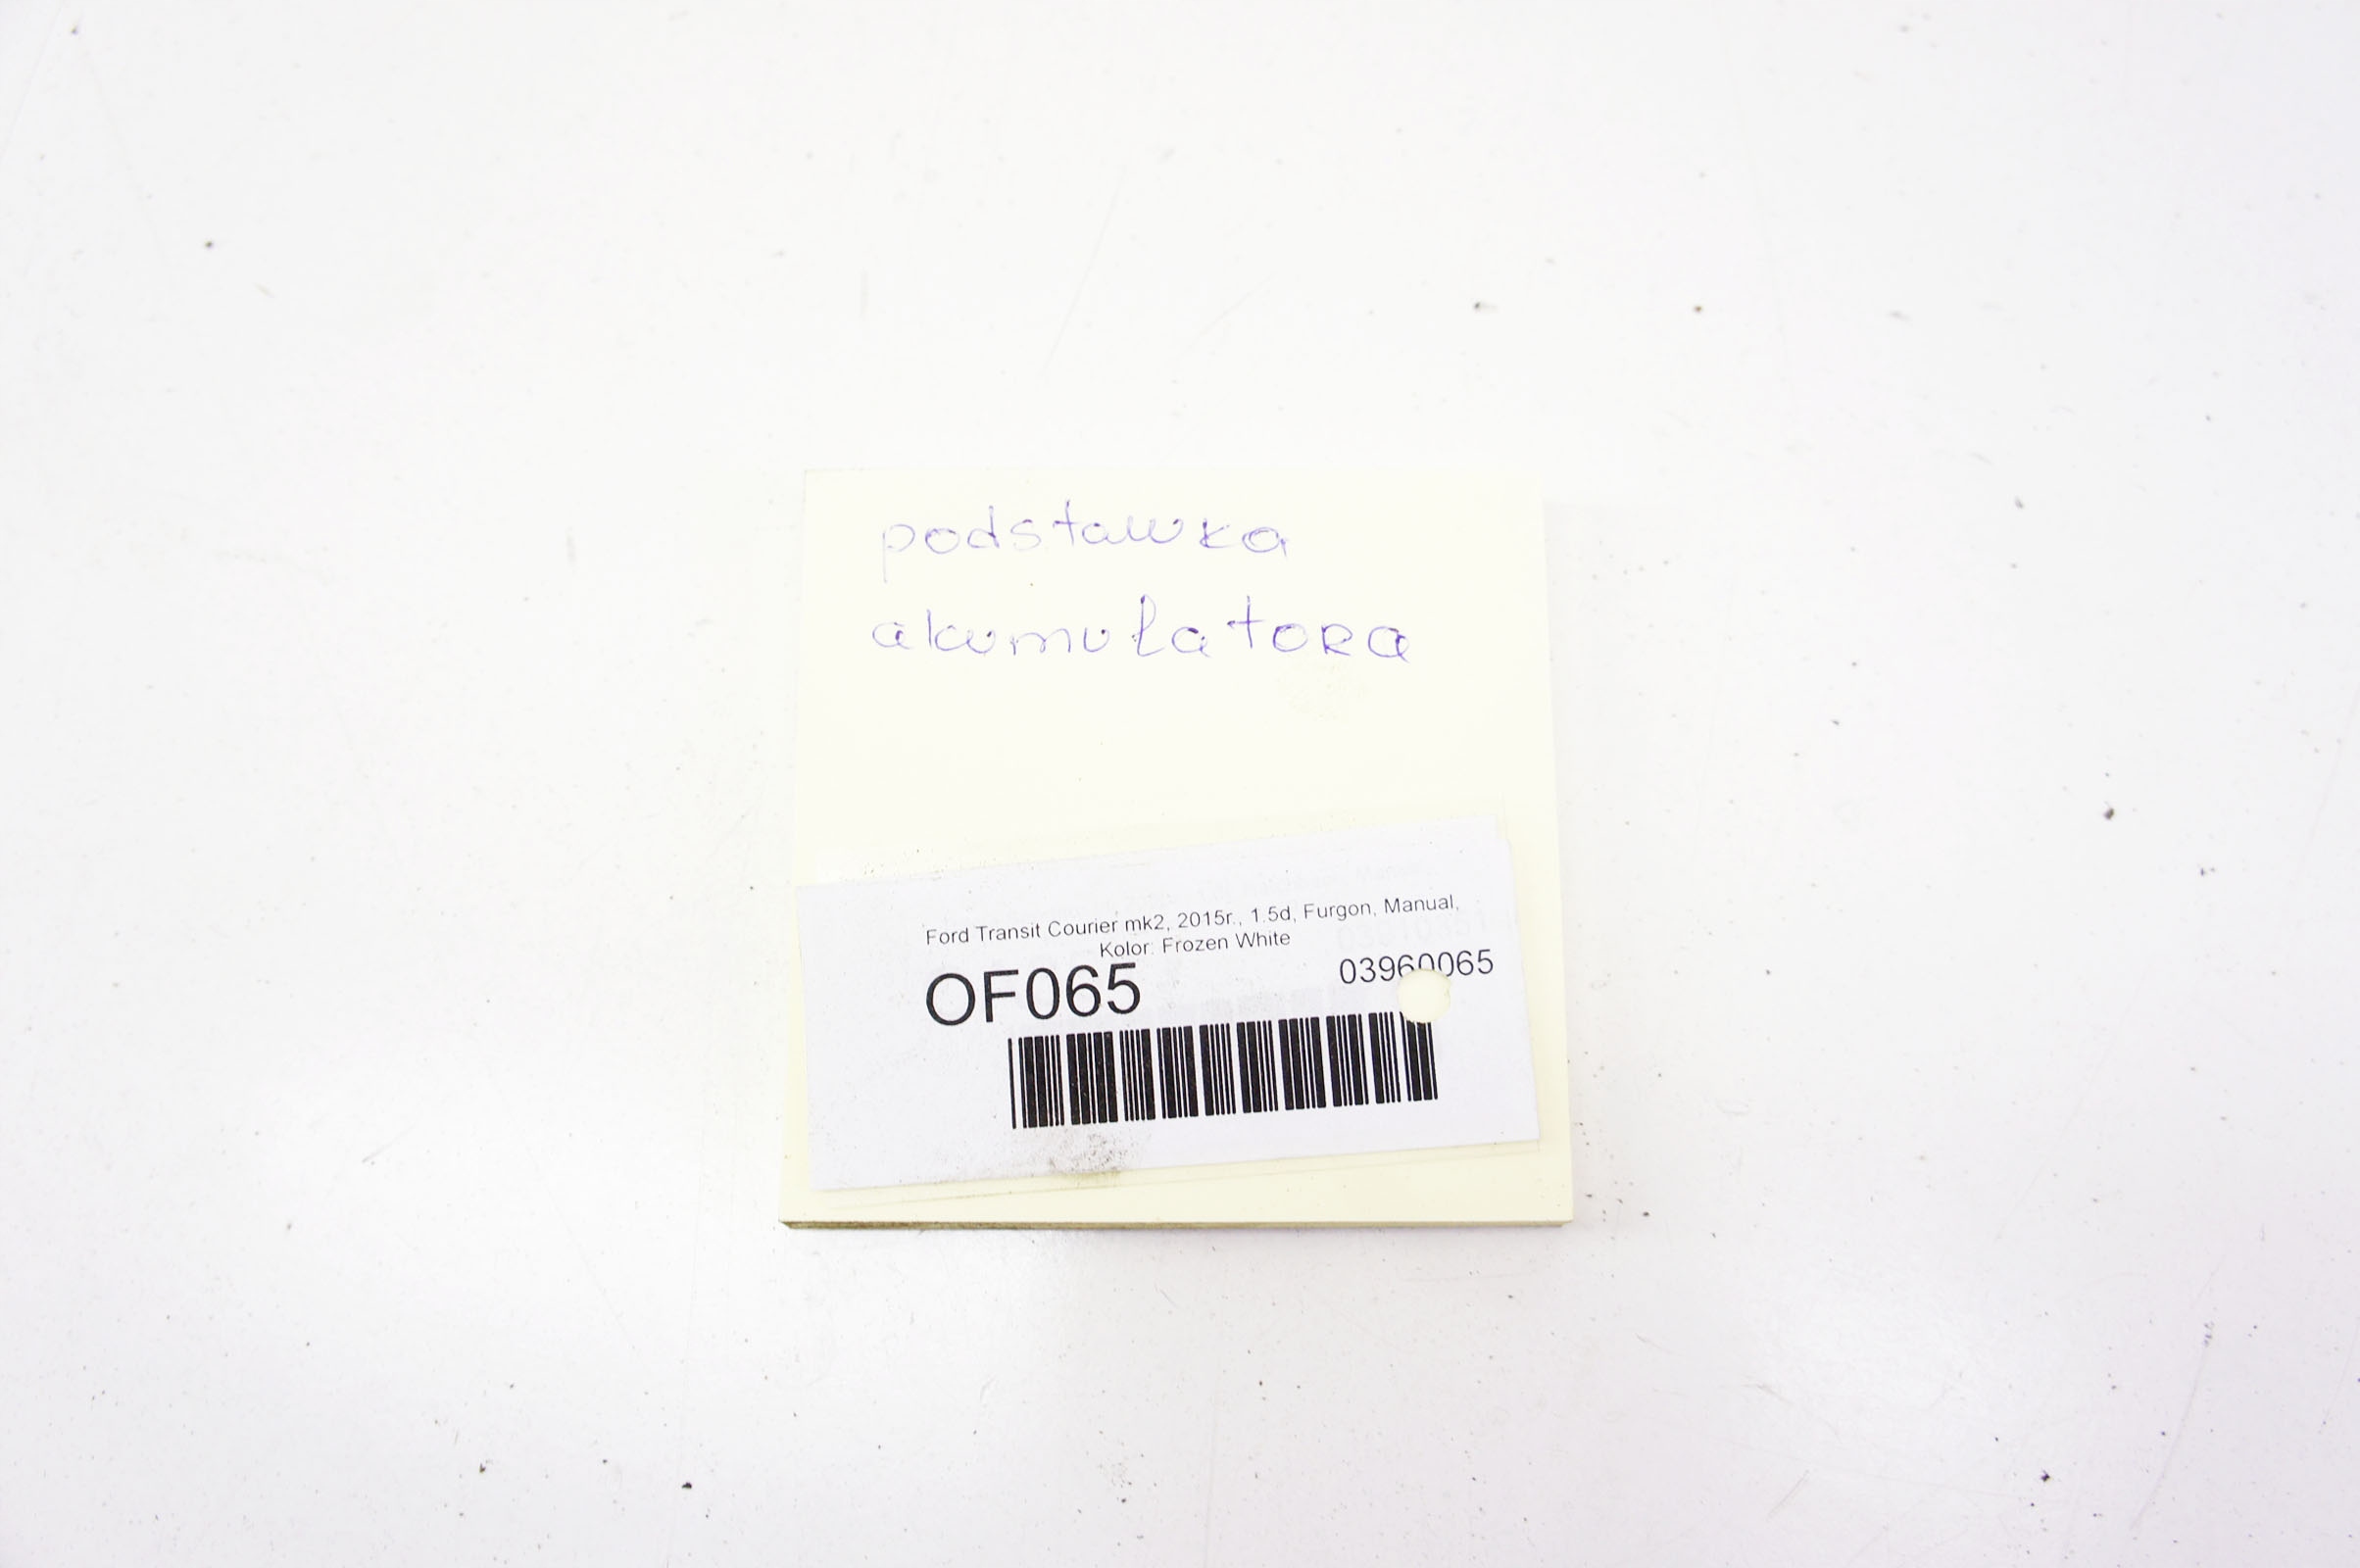 podstawka
akumulatora
Ford Transit Courier mk2, 2015r., 1.5d, Furgon, Manual,
Kolor: Frozen White
OF065
03960065